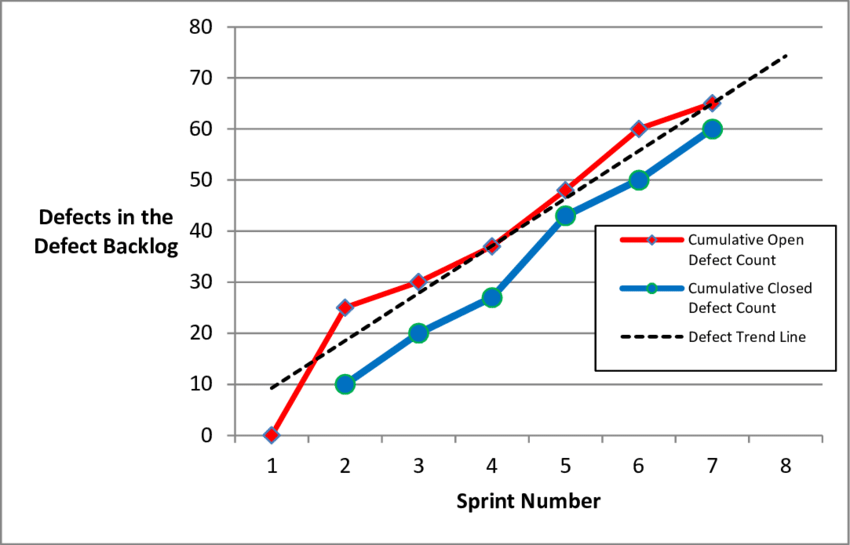 80
70
60
50
40
30
20
10
0
Defects in the
Defect Backlog
Cumulative Open
Defect Count
Cumulative Closed
Defect Count
Defect Trend Line
1 2 3 4 5 6 7 8
Sprint Number